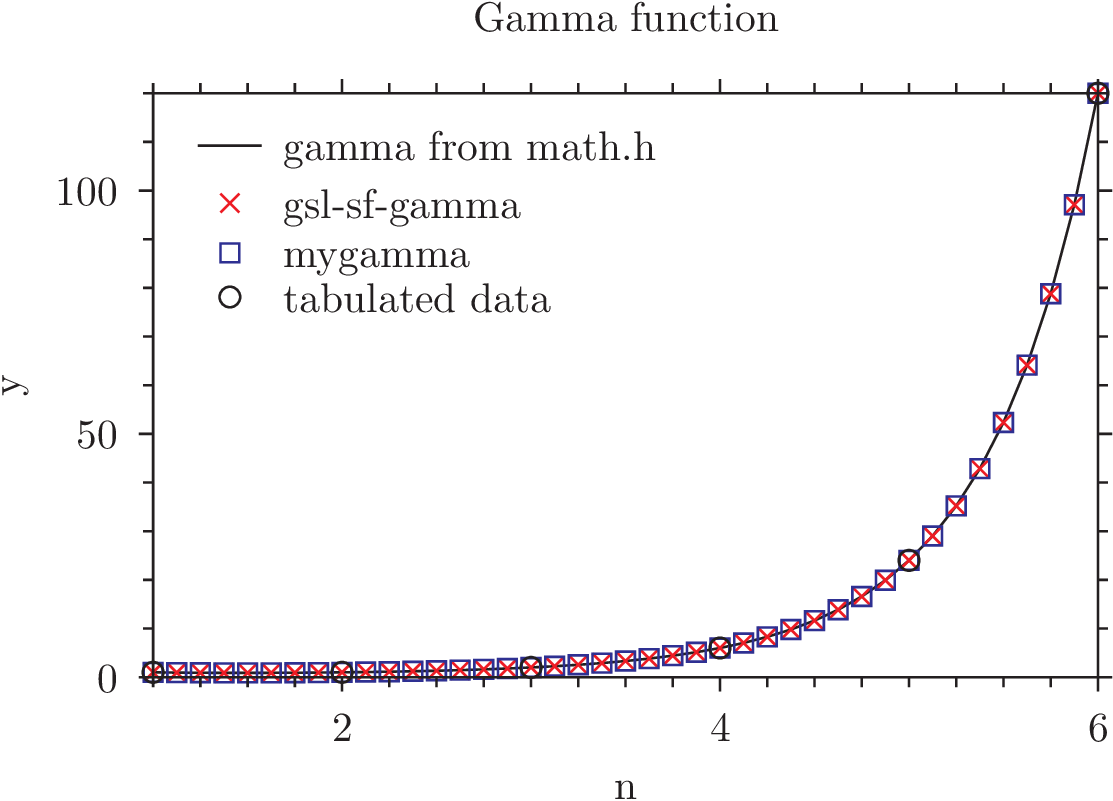 Gamma function
gamma from math.h
gsl-sf-gamma
mygamma
tabulated data
100
50
0
y
2 4 6
n